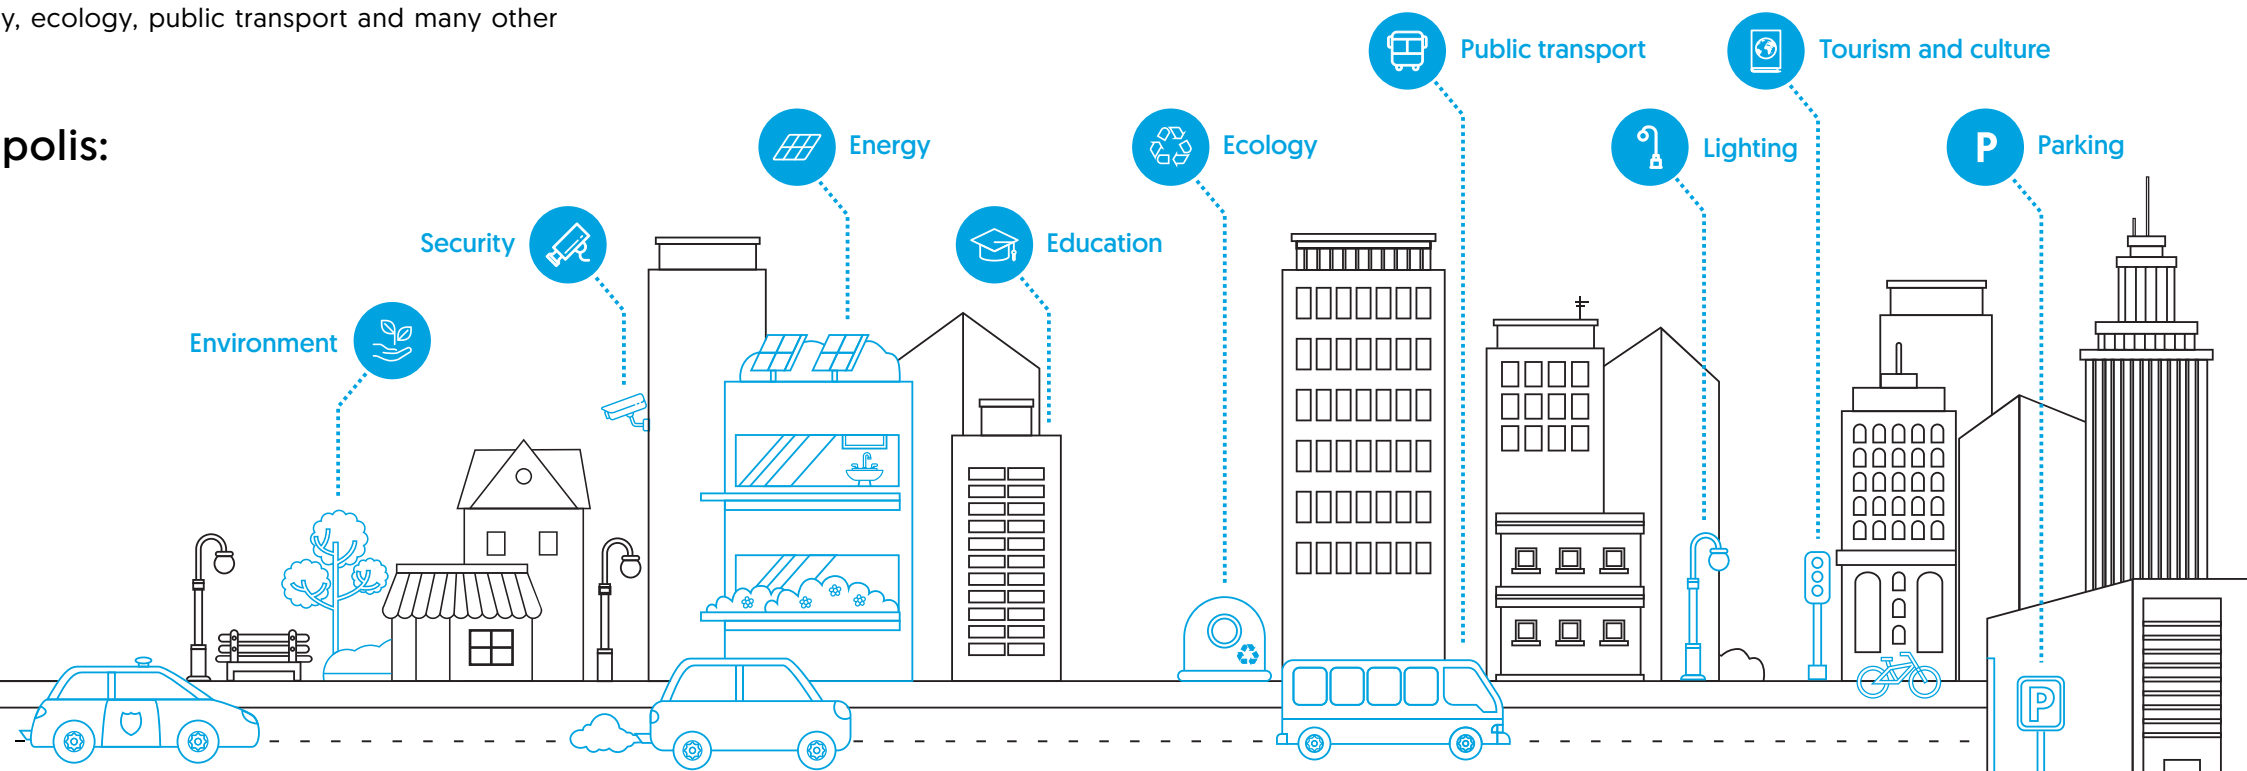 y, ecology, public transport and many other
polis:
Public transport
Tourism and culture
Energy
Ecology
Lighting
P
Parking
Security
Education
Environment
P